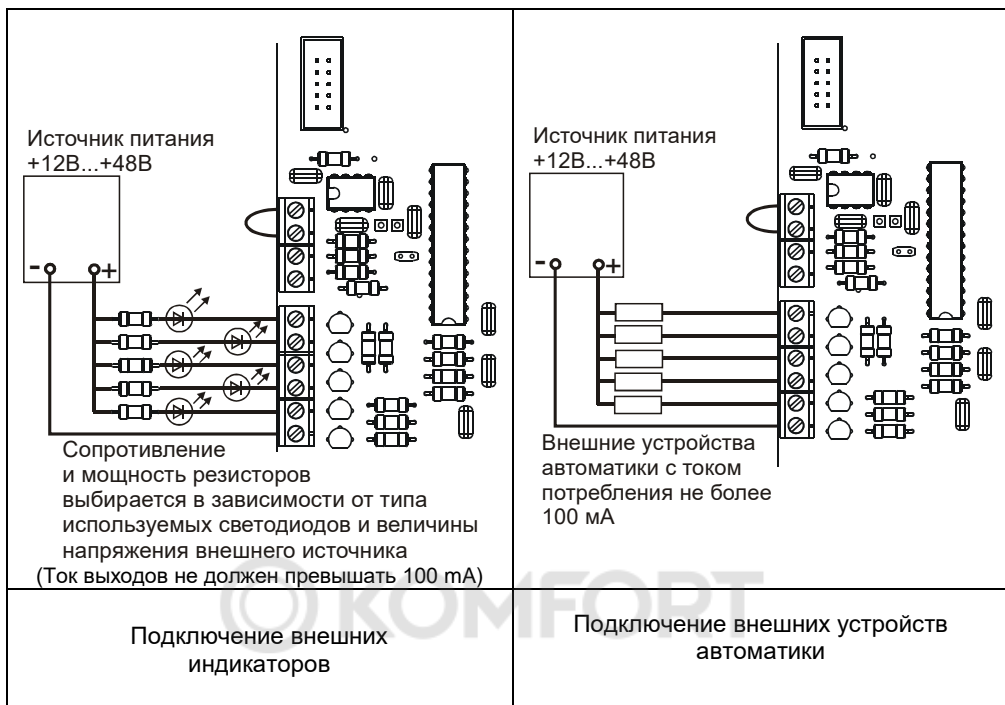 Источник питания
+12В...+48В
- +
Сопротивление
и мощность резисторов
выбирается в зависимости от типа
используемых светодиодов и величины
напряжения внешнего источника
(Ток выходов не должен превышать 100 mA)
Подключение внешних
индикаторов
Источник питания
+12В...+48В
- +
Внешние устройства
автоматики с током
потребления не более
100 мА
Подключение внешних устройств
автоматики
KOMFORT